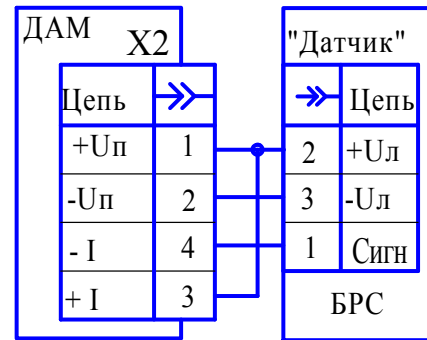 ДАМ
X2
"Датчик"
Цепь
Цепь
+Uп 1 2 +Uл
-Uп 2 3 -Uл
- I 4 1 Сигн
+ I 3
БРС